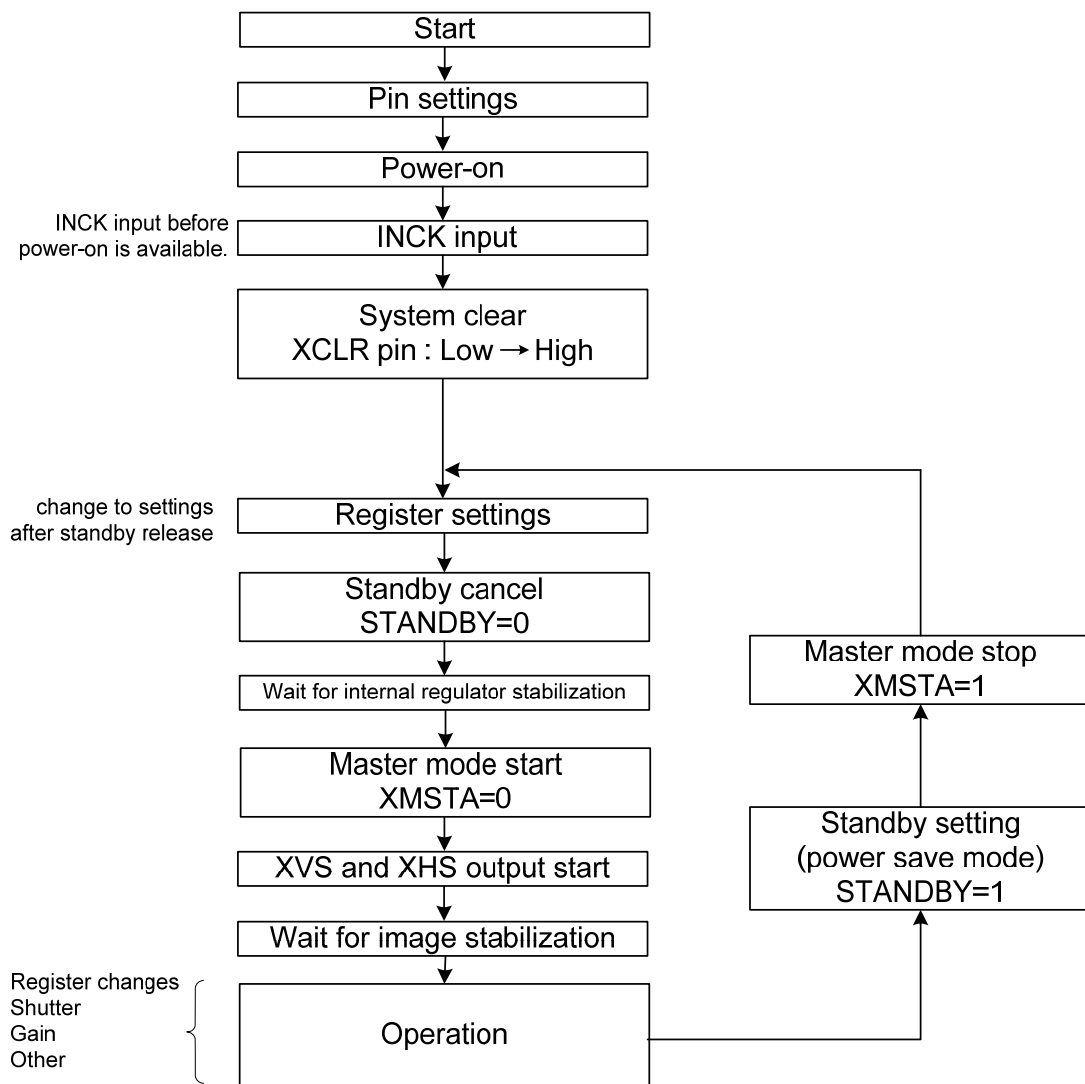 Start
Pin settings
Power-on
INCK input before
power-on is available.
INCK input
System clear
XCLR pin : Low → High
change to settings
after standby release
Register settings
Standby cancel
STANDBY=0
Wait for internal regulator stabilization
Master mode start
XMSTA=0
XVS and XHS output start
Wait for image stabilization
Register changes
Shutter
Gain
Other
Operation
Standby setting
(power save mode)
STANDBY=1
Master mode stop
XMSTA=1